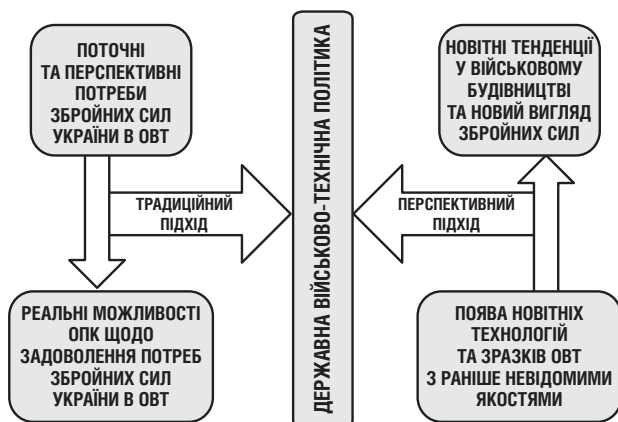 ПОТОЧНІ
ТА ПЕРСПЕКТИВНІ
ПОТРЕБИ
ЗБРОЙНИХ СИЛ
УКРАЇНИ В ОВТ
ТРАДИЦІЙНИЙ
ПІДХІД
РЕАЛЬНІ МОЖЛИВОСТІ
ОПК ЩОДО
ЗАДОВОЛЕННЯ ПОТРЕБ
ЗБРОЙНИХ СИЛ
УКРАЇНИ В ОВТ
ДЕРЖАВНА ВІЙСЬКОВО-ТЕХНІЧНА ПОЛІТИКА
НОВІТНІ ТЕНДЕНЦІЇ
У ВІЙСЬКОВОМУ
БУДІВНИЦТВІ
ТА НОВИЙ ВИГЛЯД
ЗБРОЙНИХ СИЛ
ПЕРСПЕКТИВНИЙ
ПІДХІД
ПОЯВА НОВІТНІХ
ТЕХНОЛОГІЙ
ТА ЗРАЗКІВ ОВТ
З РАНІШЕ НЕВІДОМИМИ
ЯКОСТЯМИ